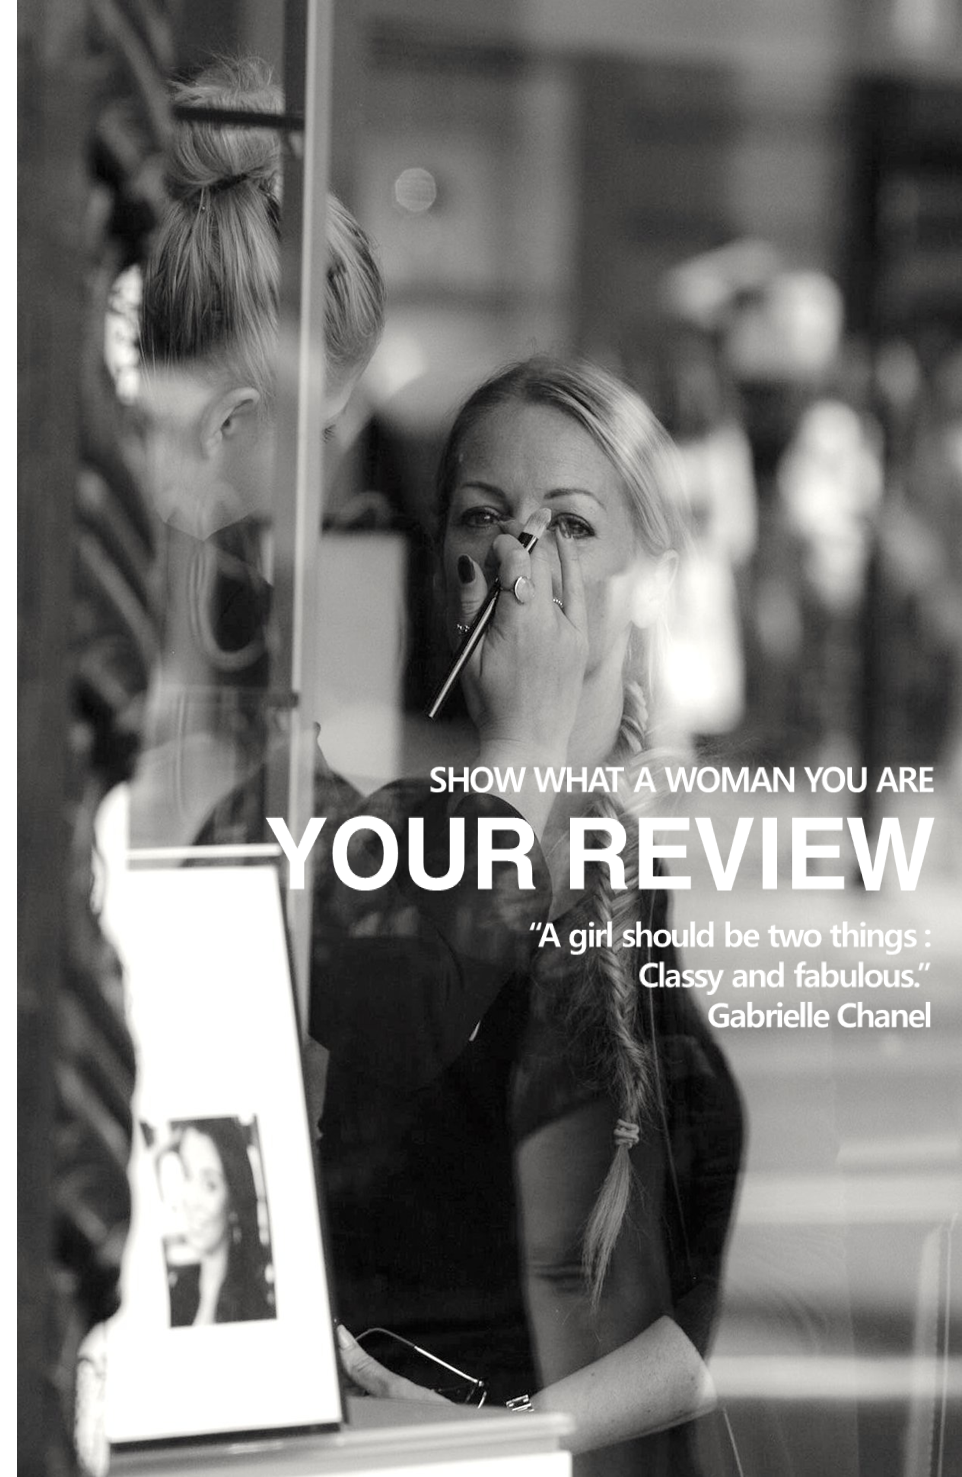 SHOW WHAT A WOMAN YOU ARE
YOUR REVIEW
“A girl should be two things :
Classy and fabulous.”
Gabrielle Chanel